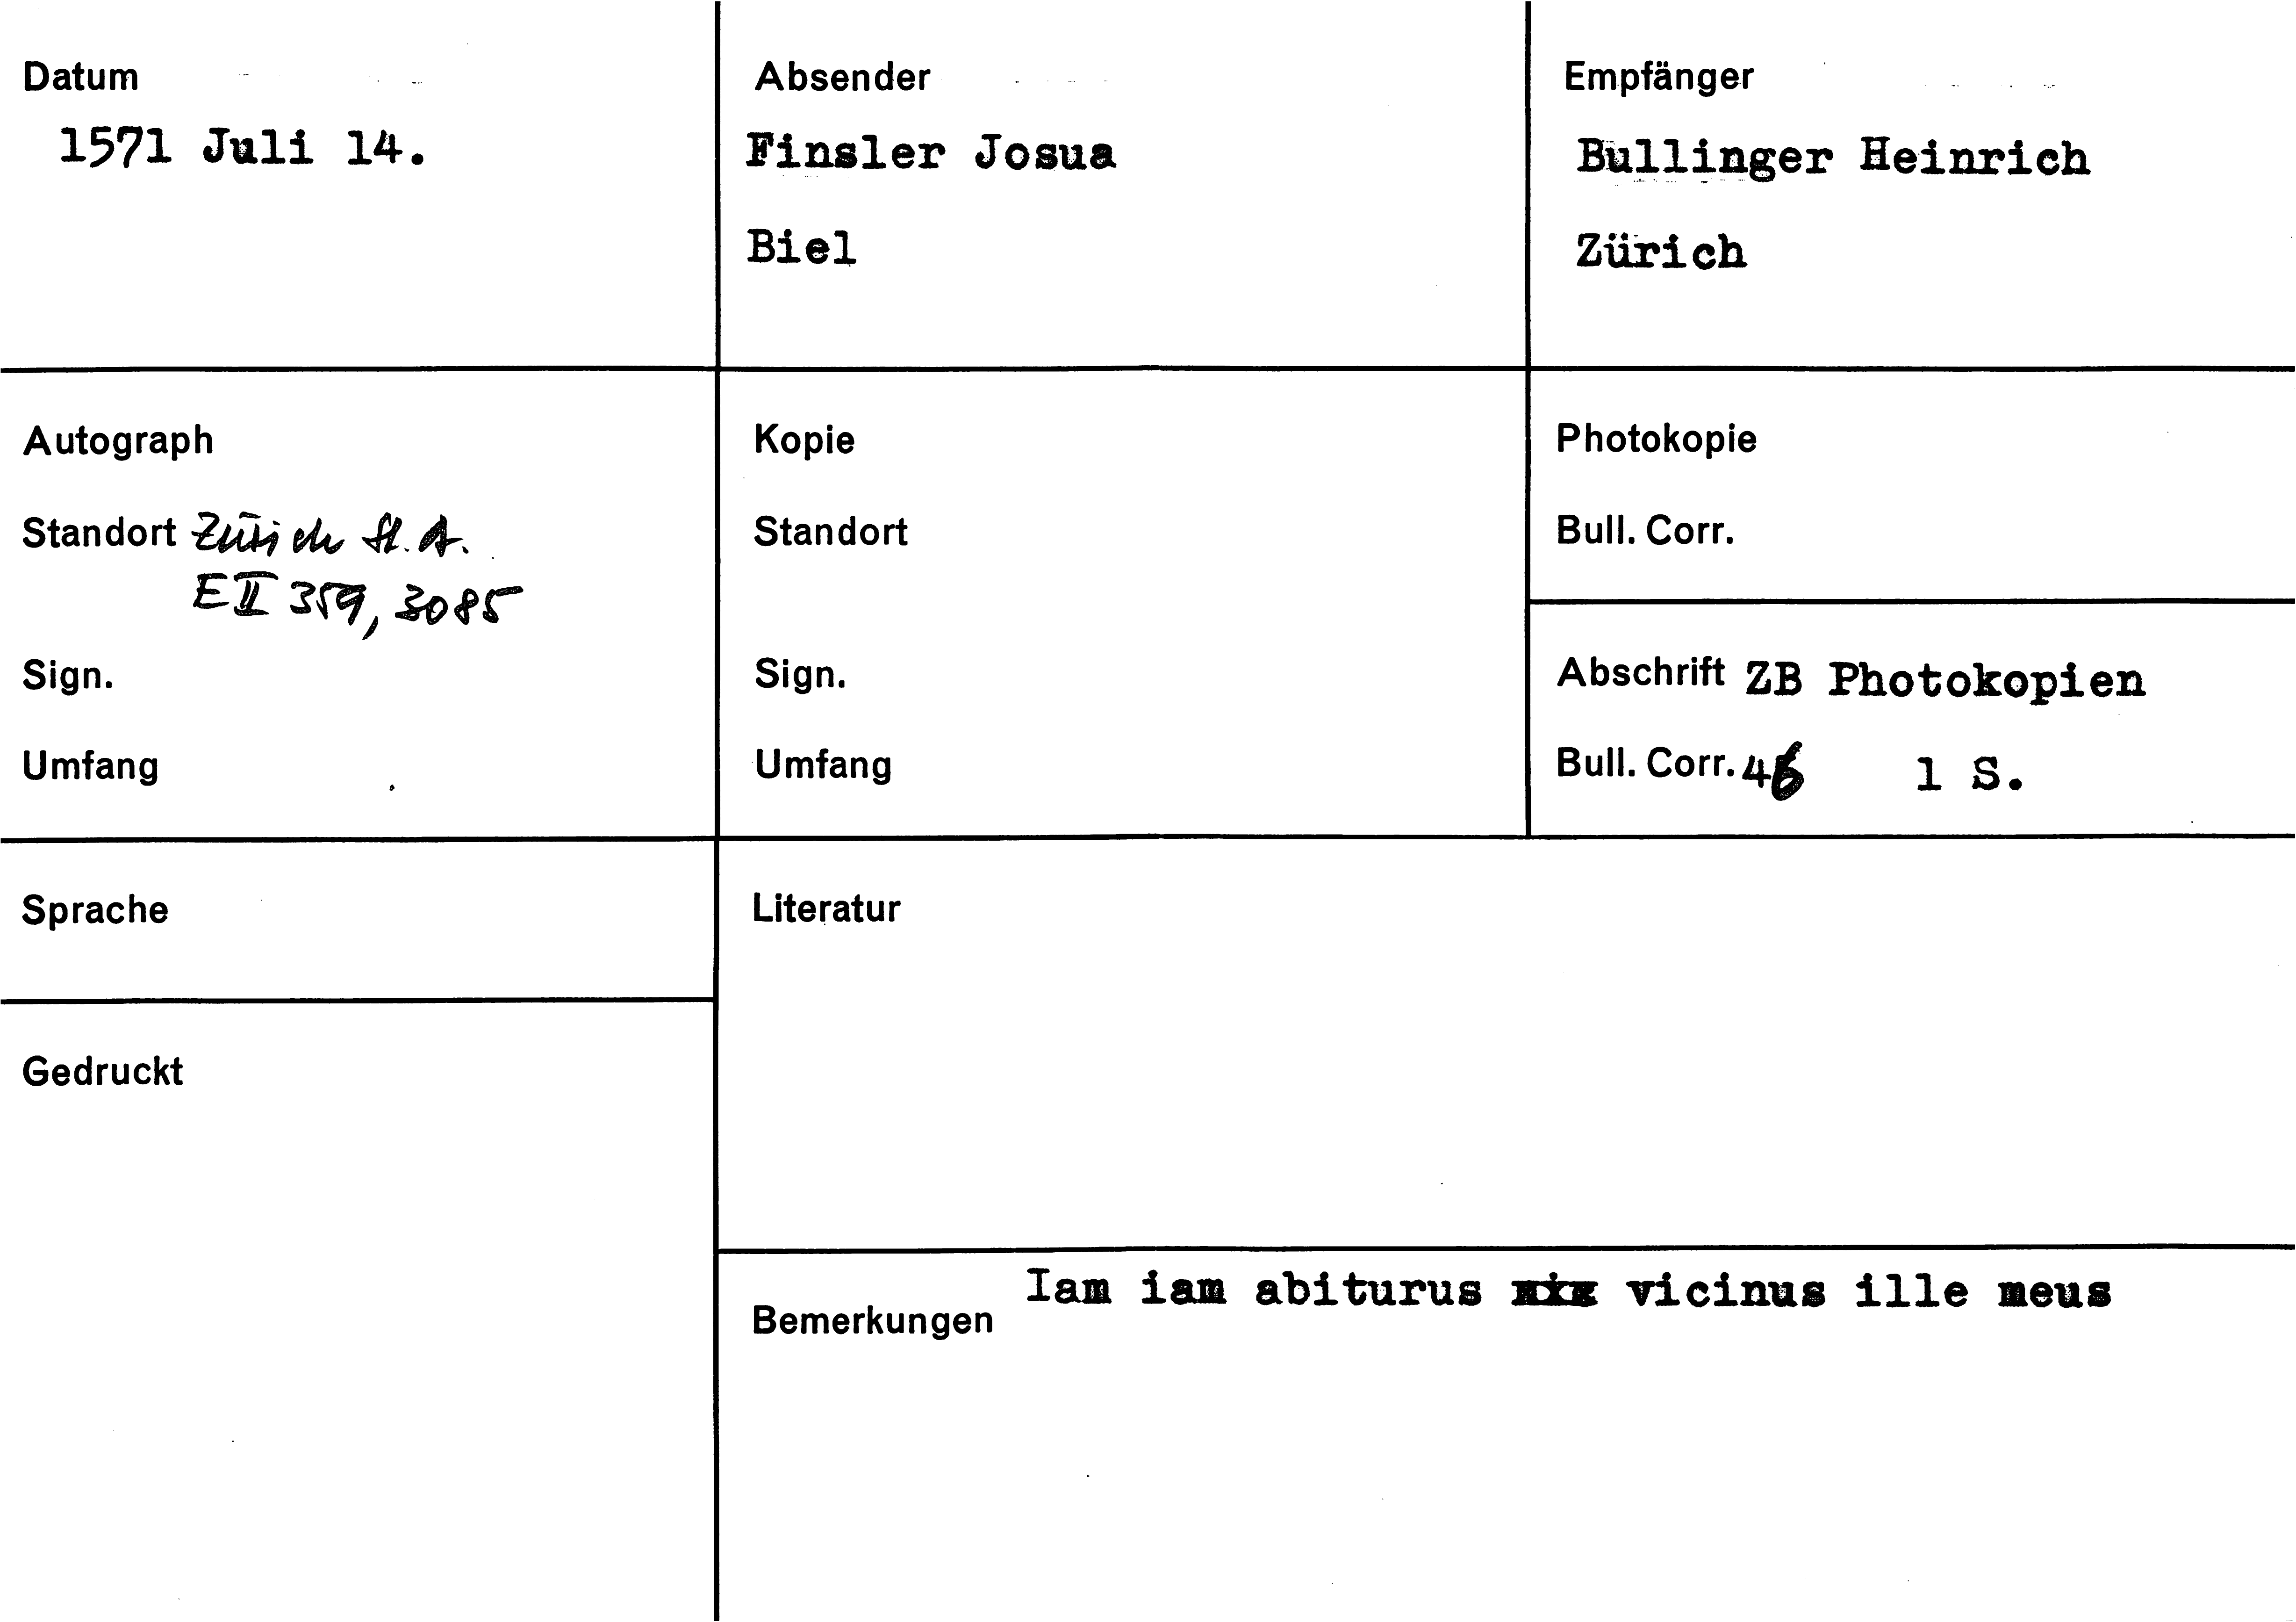 Datum
1571 Juli 14.
Absender
Finsler Josua
Biel
Empfänger
Bullinger Heinrich
Zürich
Autograph
Standort Zürich St. A.
E II 359, 3085
Sign.
Umfang
Kopie
Standort
Sign.
Umfang
Photokopie
Bull. Corr.
Abschrift ZB Photokopien
Bull. Corr. 46 1 S.
Sprache
Gedruckt
Literatur
Bemerkungen Iam iam abiturus vicinus ille meus